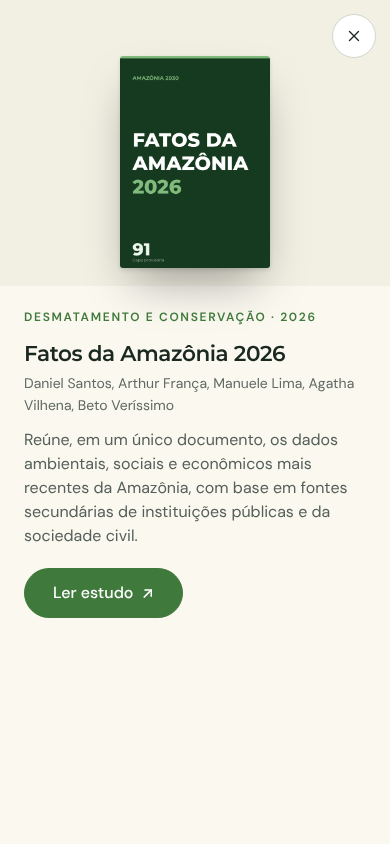 AMAZÔNIA 2030
FATOS DA
AMAZÔNIA
2026
91
DESMATAMENTO E CONSERVAÇÃO · 2026
Fatos da Amazônia 2026
Daniel Santos, Arthur França, Manuele Lima, Agatha
Vilhena, Beto Veríssimo
Reúne, em um único documento, os dados
ambientais, sociais e econômicos mais
recentes da Amazônia, com base em fontes
secundárias de instituições públicas e da
sociedade civil.
Ler estudo